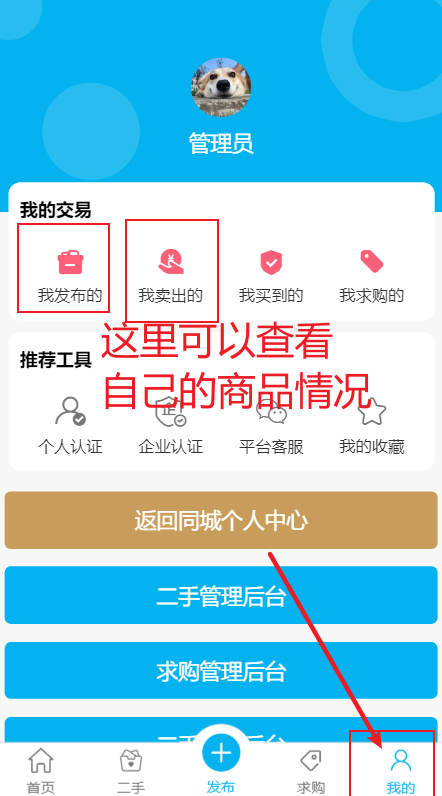 管理员
我的交易
我发布的 我卖出的 我买到的 我求购的
这里可以查看
推荐工具
自己的商品情况
个人认证 企业认证 平台客服 我的收藏
返回同城个人中心
二手管理后台
求购管理后台
首页 二手 发布 求购 我的